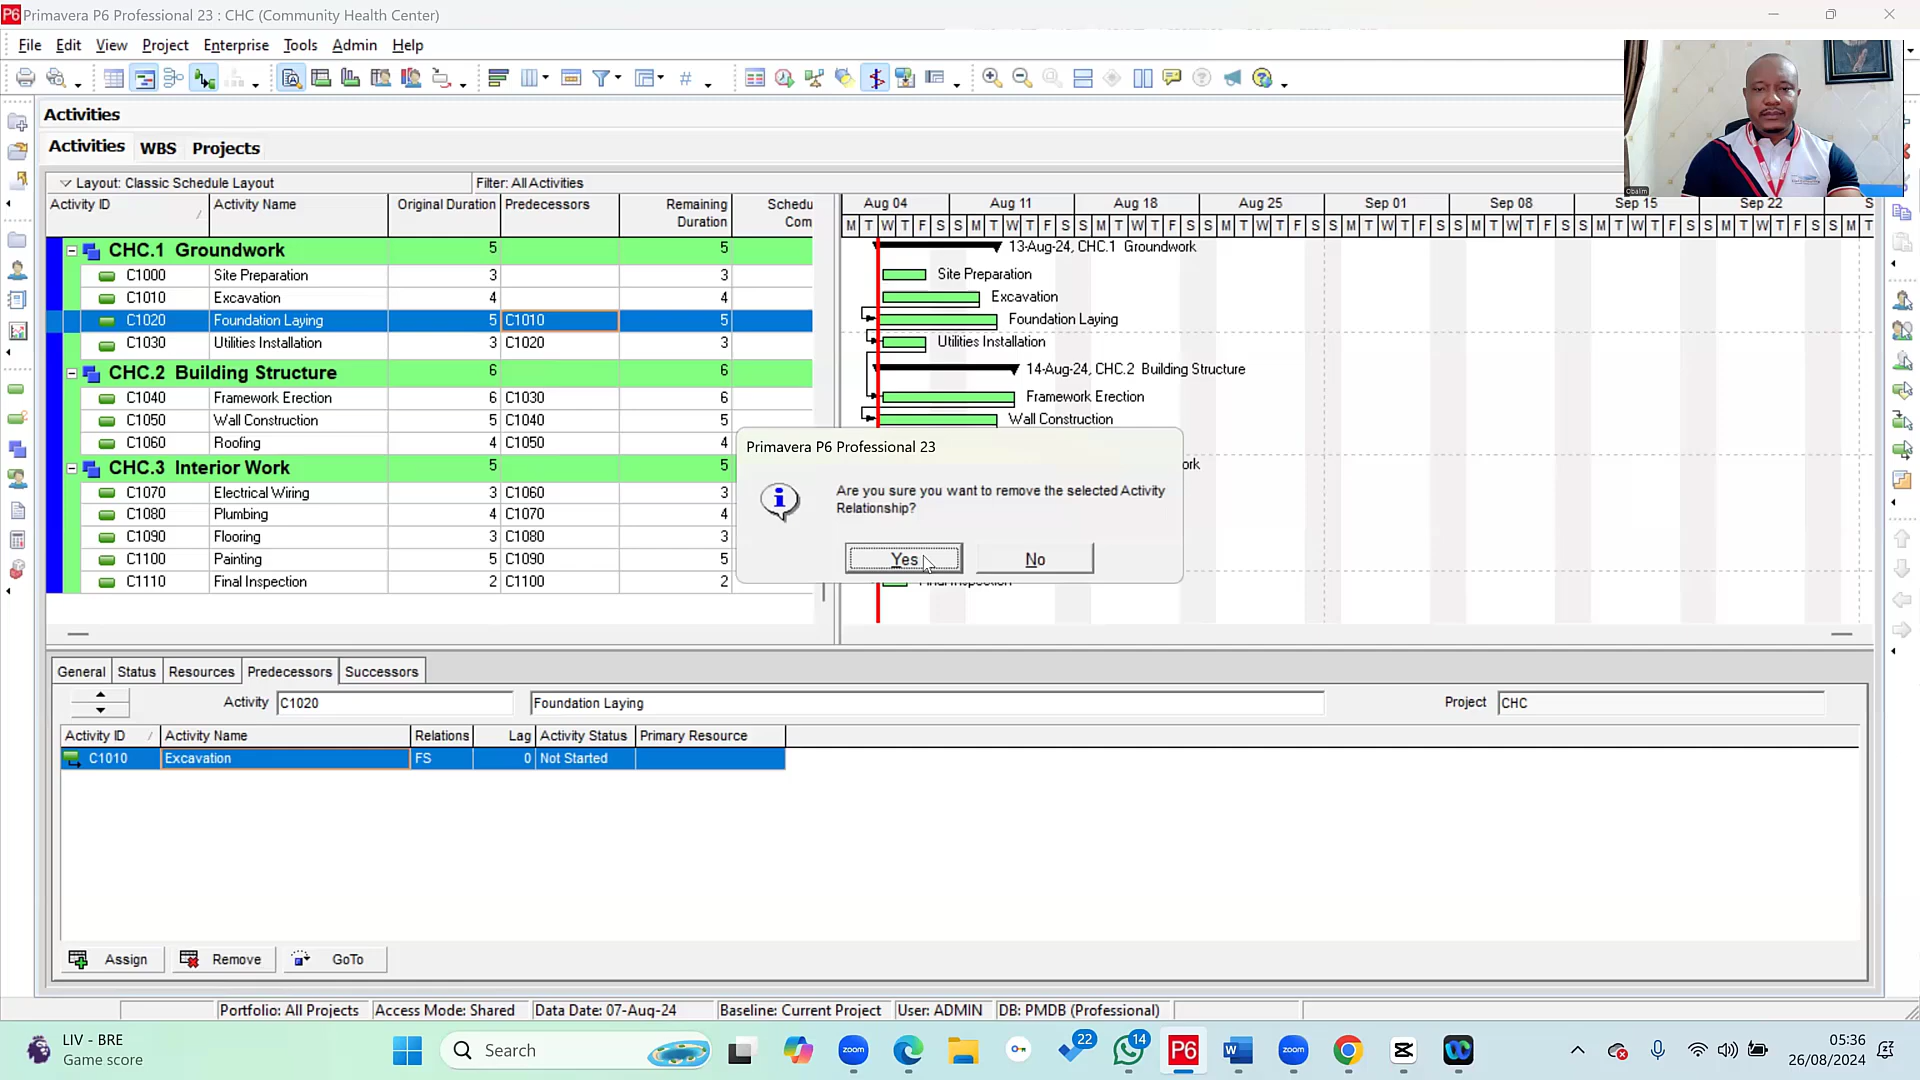 P6 Primavera P6 Professional 23 : CHC (Community Health Center)
File Edit View Project Enterprise Tools Admin Help
Activities
Activities WBS Projects
Layout: Classic Schedule Layout Filter: All Activities
Activity ID Activity Name Original Duration Predecessors Remaining Duration Schedu Com
Aug 04 Aug 11 Aug 18 Aug 25 Sep 01 Sep 08 Sep 15 Sep 22 S
M T W T F S S M T W T F S S M T W T F S S M T W T F S S M T W T F S S M T W T F S S M T W T F S S M T W T F S S M T
CHC.1 Groundwork 5 5 13-Aug-24, CHC.1 Groundwork
C1000 Site Preparation 3 3 Site Preparation
C1010 Excavation 4 4 Excavation
C1020 Foundation Laying 5 C1010 5 Foundation Laying
C1030 Utilities Installation 3 C1020 3 Utilities Installation
CHC.2 Building Structure 6 6 14-Aug-24, CHC.2 Building Structure
C1040 Framework Erection 6 C1030 6 Framework Erection
C1050 Wall Construction 5 C1040 5 Wall Construction
C1060 Roofing 4 C1050 4
CHC.3 Interior Work 5 5 ork
C1070 Electrical Wiring 3 C1060 3
C1080 Plumbing 4 C1070 4
C1090 Flooring 3 C1080 3
C1100 Painting 5 C1090 5
C1110 Final Inspection 2 C1100 2 Final Inspection
Primavera P6 Professional 23
Are you sure you want to remove the selected Activity
Relationship?
Yes No
General Status Resources Predecessors Successors
Activity C1020 Foundation Laying Project CHC
Activity ID Activity Name Relations Lag Activity Status Primary Resource
C1010 Excavation FS 0 Not Started
Assign Remove GoTo
Portfolio: All Projects Access Mode: Shared Data Date: 07-Aug-24 Baseline: Current Project User: ADMIN DB: PMDB (Professional)
LIV - BRE
Game score
Search
zoom
22
14
P6
W
zoom
05:36
26/08/2024